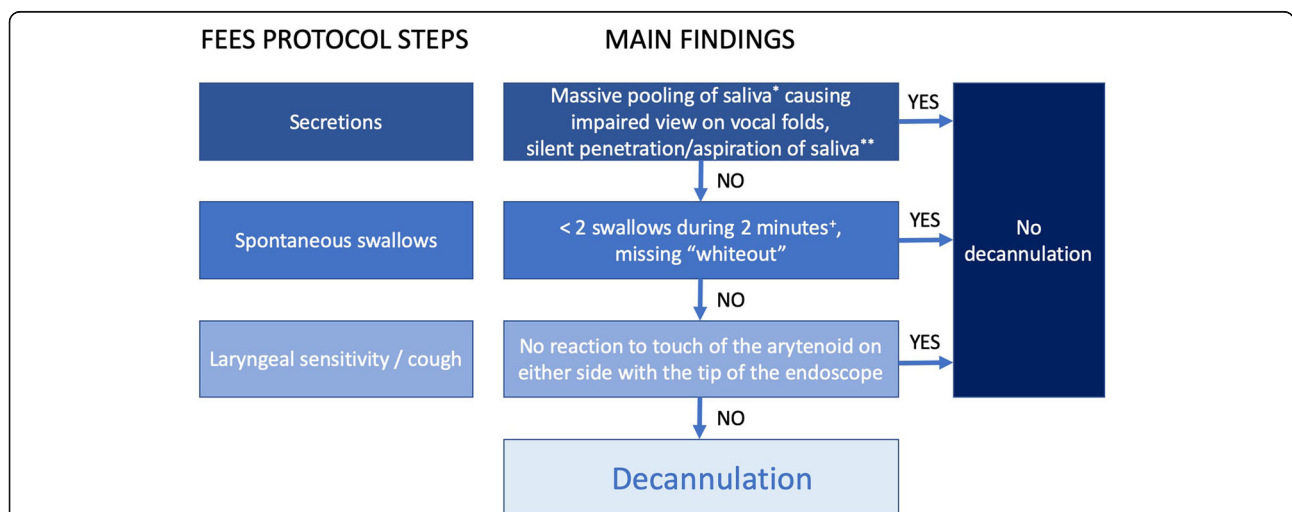 FEES PROTOCOL STEPS
MAIN FINDINGS
Secretions
Massive pooling of saliva* causing
impaired view on vocal folds,
silent penetration/aspiration of saliva**
YES
NO
Spontaneous swallows
< 2 swallows during 2 minutes⁺,
missing “whiteout”
YES
No
decannulation
NO
Laryngeal sensitivity / cough
No reaction to touch of the arytenoid on
either side with the tip of the endoscope
YES
NO
Decannulation